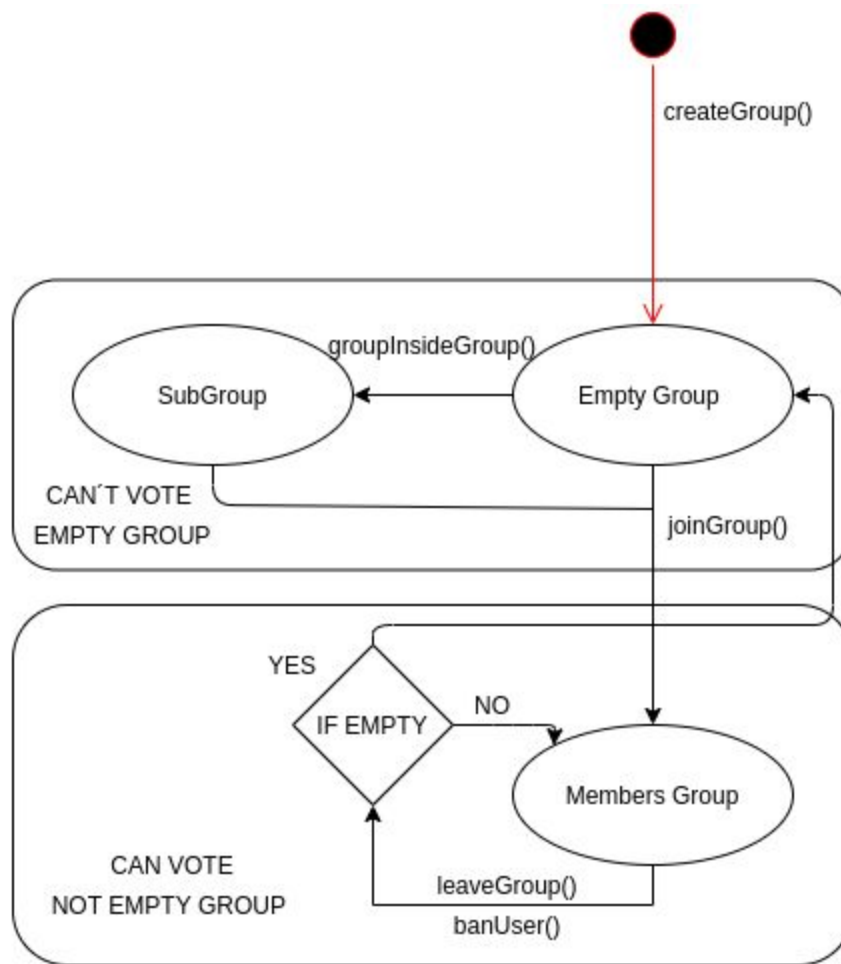 createGroup()
groupInsideGroup()
SubGroup
Empty Group
CAN´T VOTE
EMPTY GROUP
joinGroup()
YES
IF EMPTY
NO
Members Group
CAN VOTE
NOT EMPTY GROUP
leaveGroup()
banUser()